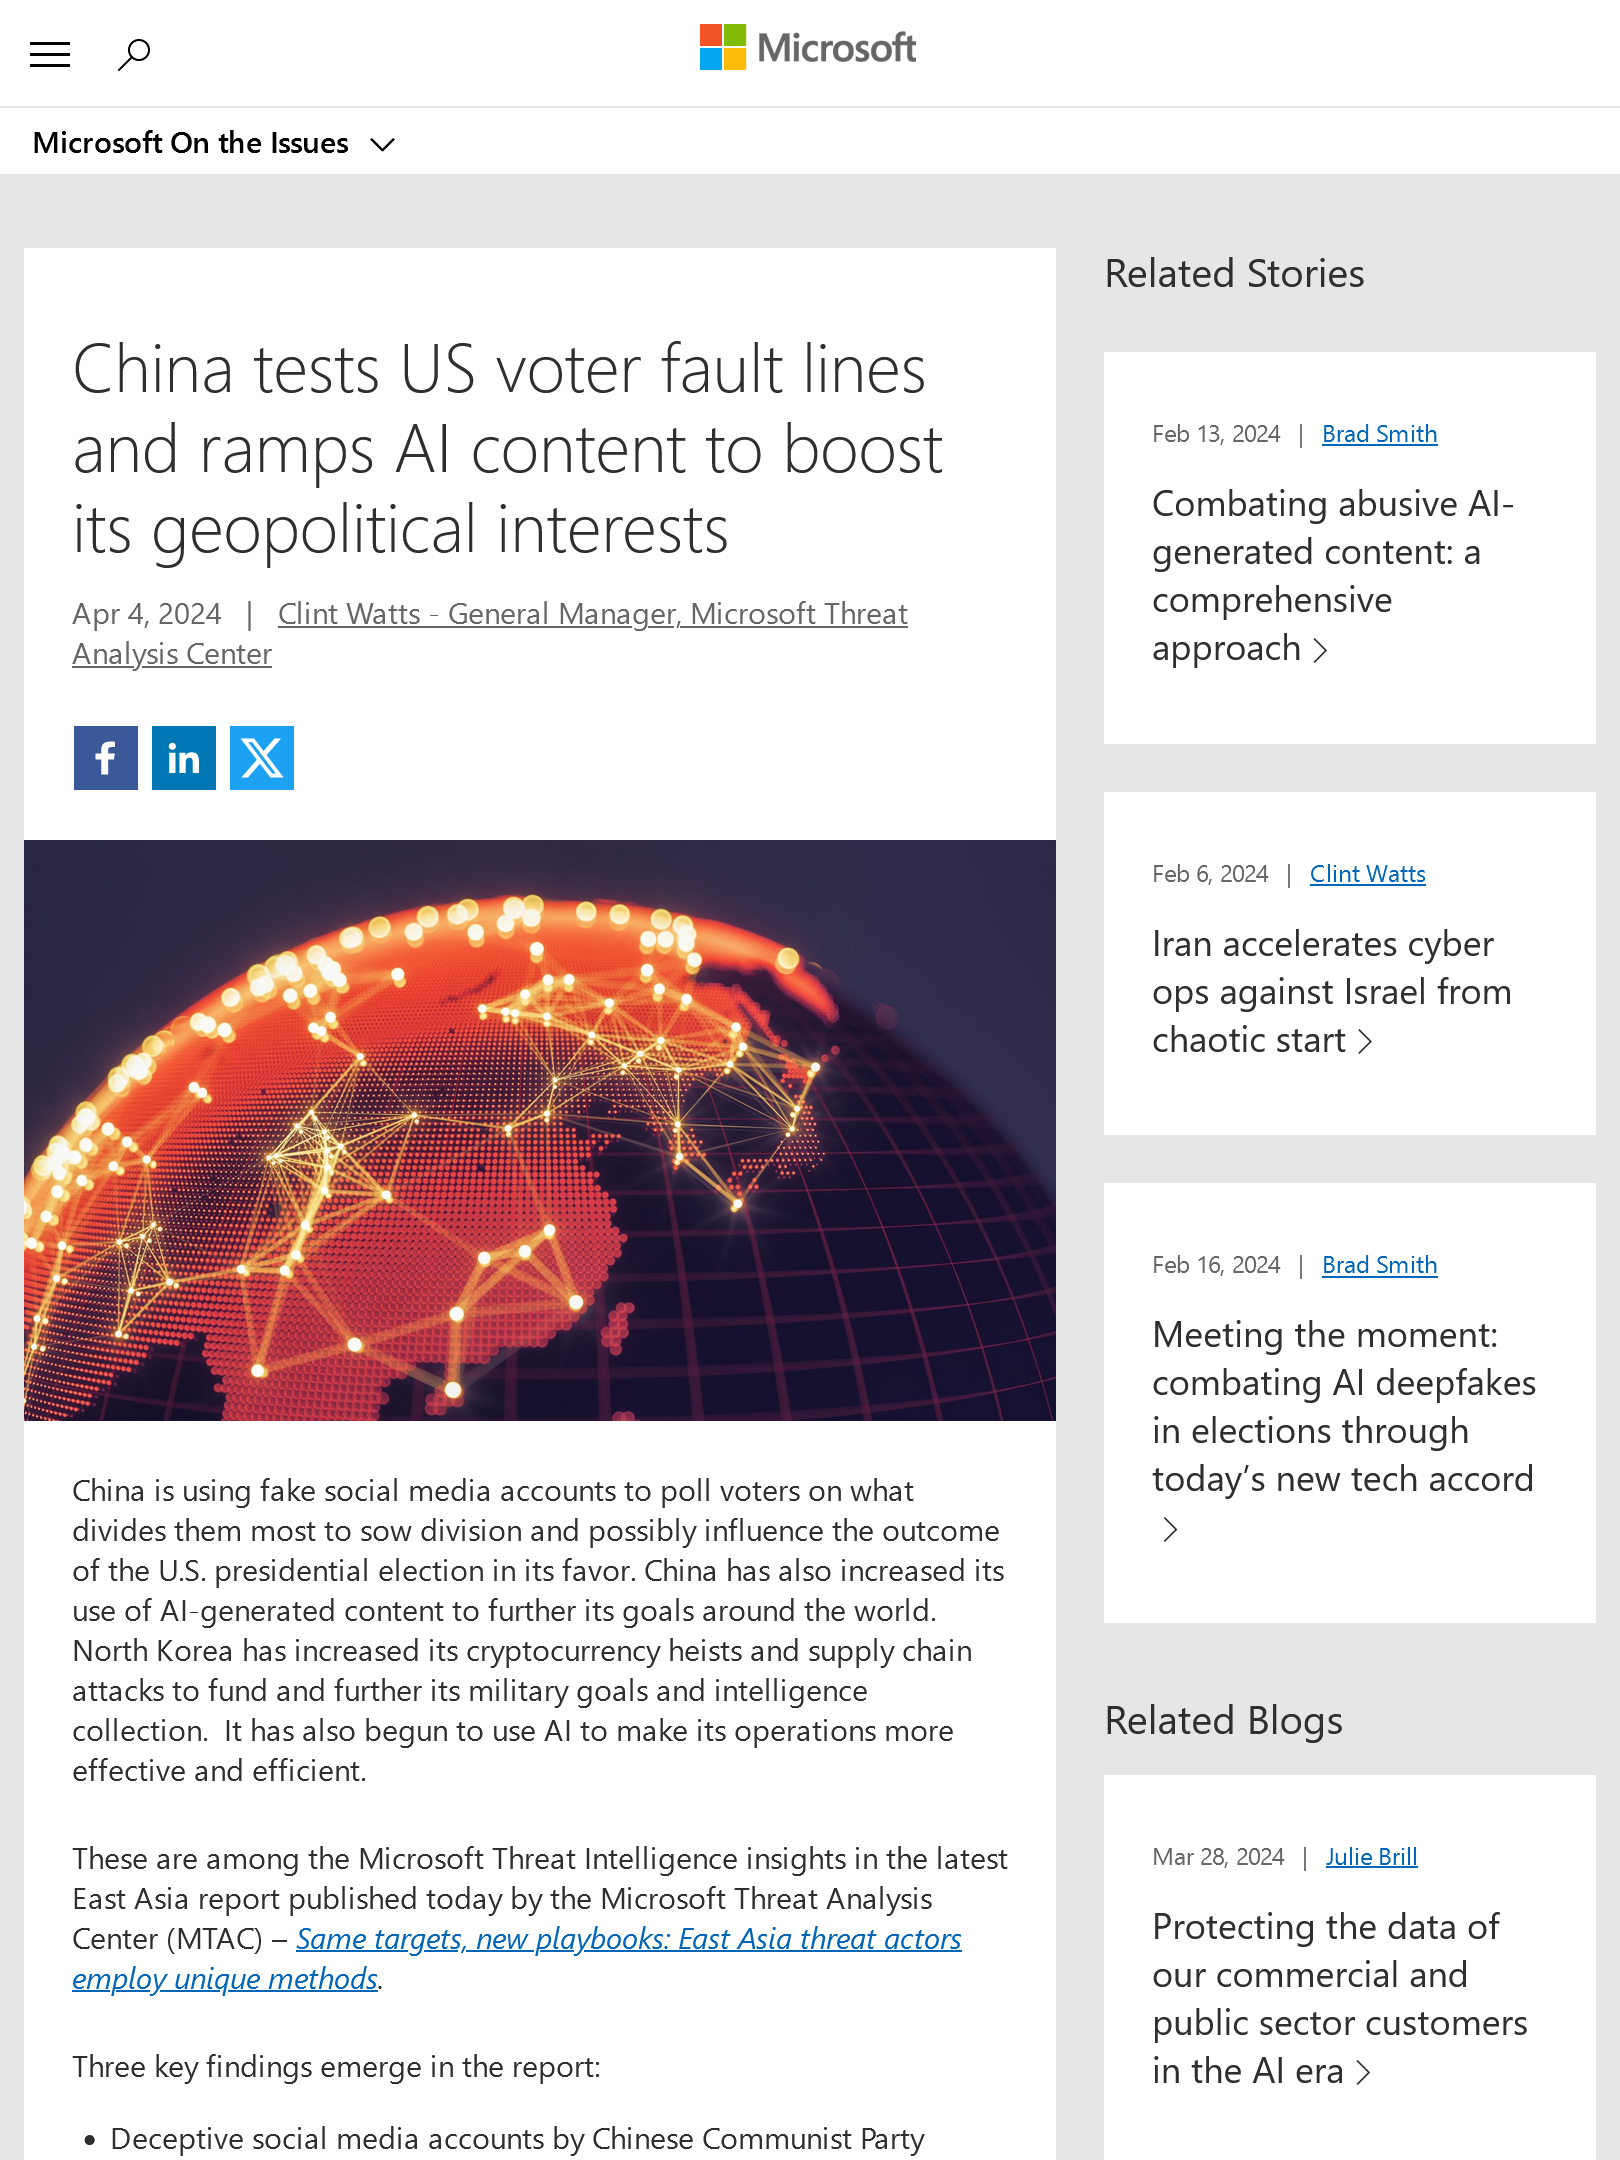 Microsoft
Microsoft On the Issues
China tests US voter fault lines
and ramps AI content to boost
its geopolitical interests
Apr 4, 2024 | Clint Watts - General Manager, Microsoft Threat
Analysis Center
f
in
X
China is using fake social media accounts to poll voters on what
divides them most to sow division and possibly influence the outcome
of the U.S. presidential election in its favor. China has also increased its
use of AI-generated content to further its goals around the world.
North Korea has increased its cryptocurrency heists and supply chain
attacks to fund and further its military goals and intelligence
collection.  It has also begun to use AI to make its operations more
effective and efficient.
These are among the Microsoft Threat Intelligence insights in the latest
East Asia report published today by the Microsoft Threat Analysis
Center (MTAC) – Same targets, new playbooks: East Asia threat actors
employ unique methods.
Three key findings emerge in the report:
• Deceptive social media accounts by Chinese Communist Party
Related Stories
Feb 13, 2024 | Brad Smith
Combating abusive AI-
generated content: a
comprehensive
approach
Feb 6, 2024 | Clint Watts
Iran accelerates cyber
ops against Israel from
chaotic start
Feb 16, 2024 | Brad Smith
Meeting the moment:
combating AI deepfakes
in elections through
today’s new tech accord
Related Blogs
Mar 28, 2024 | Julie Brill
Protecting the data of
our commercial and
public sector customers
in the AI era